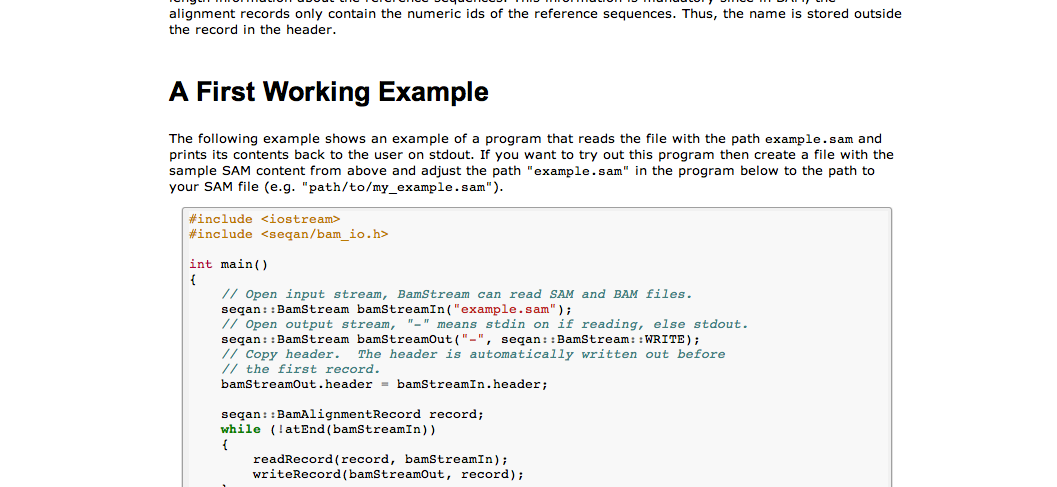 alignment records only contain the numeric ids of the reference sequences. Thus, the name is stored outside
the record in the header.
A First Working Example
The following example shows an example of a program that reads the file with the path example.sam and
prints its contents back to the user on stdout. If you want to try out this program then create a file with the
sample SAM content from above and adjust the path "example.sam" in the program below to the path to
your SAM file (e.g. "path/to/my_example.sam").
#include <iostream>
#include <seqan/bam_io.h>
int main()
{
// Open input stream, BamStream can read SAM and BAM files.
seqan::BamStream bamStreamIn("example.sam");
// Open output stream, "-" means stdin on if reading, else stdout.
seqan::BamStream bamStreamOut("-", seqan::BamStream::WRITE);
// Copy header.  The header is automatically written out before
// the first record.
bamStreamOut.header = bamStreamIn.header;
seqan::BamAlignmentRecord record;
while (!atEnd(bamStreamIn))
{
readRecord(record, bamStreamIn);
writeRecord(bamStreamOut, record);